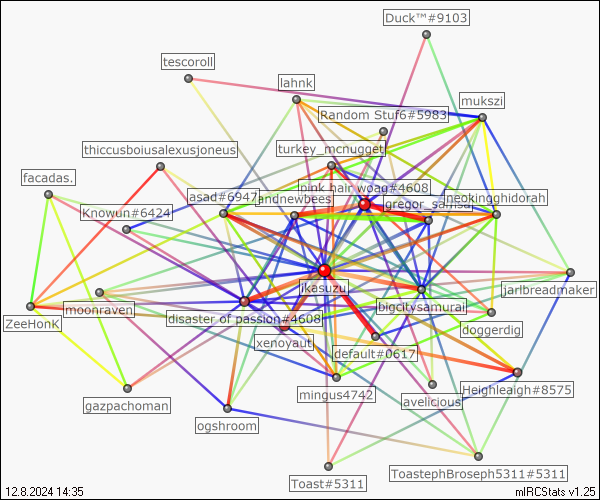 Duck™#9103
tescoroll
lahnk
mukszi
Random Stuf6#5983
turkey_mcnugget
thiccusboiusalexusjoneus
facadas.
pink hair woag#4608
asad#6947
andnewbees
gregor_samsa
neokingghidorah
Knowun#6424
jkasuzu
jarlbreadmaker
moonraven
bigcitysamurai
disaster of passion#4608
ZeeHonK
doggerdig
xenoyaut
default#0617
mingus4742
avelicious
Heighleaigh#8575
gazpachoman
ogshroom
ToastephBroseph5311#5311
Toast#5311
12.8.2024 14:35
mIRCStats v1.25